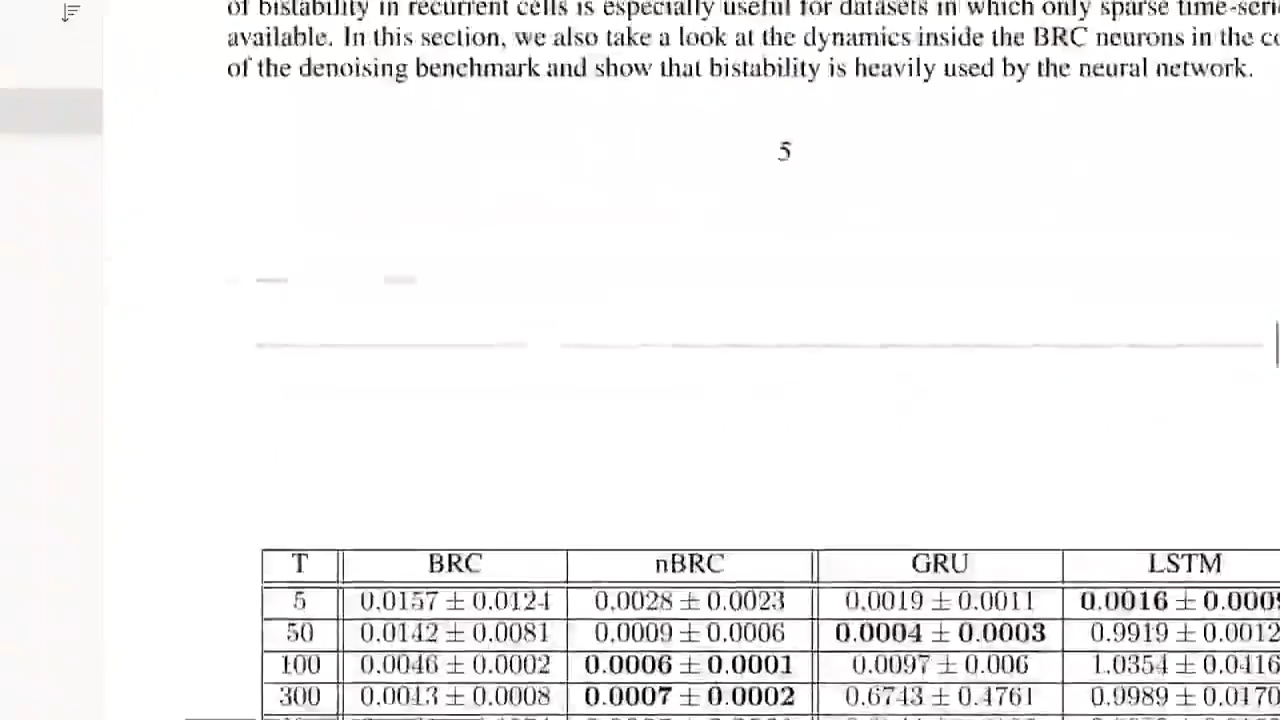 of bistability in recurrent cells is especially useful for datasets in which only sparse
available. In this section, we also take a look at the dynamics inside the BRC neurons in the
of the denoising benchmark and show that bistability is heavily used by the neural network.
5
T BRC nBRC GRU LSTM
5 0.0157 ± 0.0124 0.0028 ± 0.0023 0.0019 ± 0.0011 0.0016 ±
50 0.0142 ± 0.0081 0.0009 ± 0.0006 0.0004 ± 0.0003 0.9919 ± 0.0012
100 0.0046 ± 0.0002 0.0006 ± 0.0001 0.0097 ± 0.006 1.0354 ± 0.0416
300 0.0043 ± 0.0008 0.0007 ± 0.0002 0.6743 ± 0.4761 0.9989 ± 0.0170